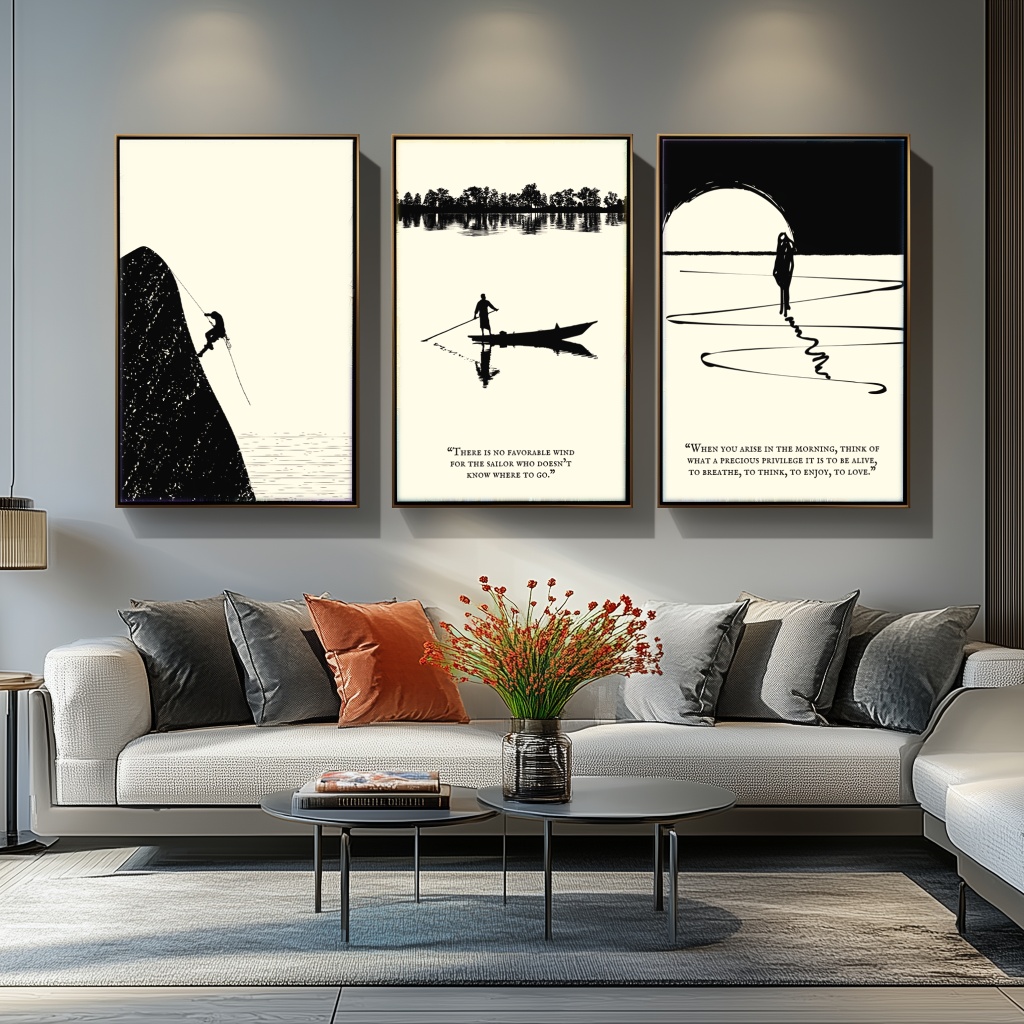 “There is no favorable wind
for the sailor who doesn’t
know where to go.”
“When you arise in the morning, think of
what a precious privilege it is to be alive,
to breathe, to think, to enjoy, to love.”